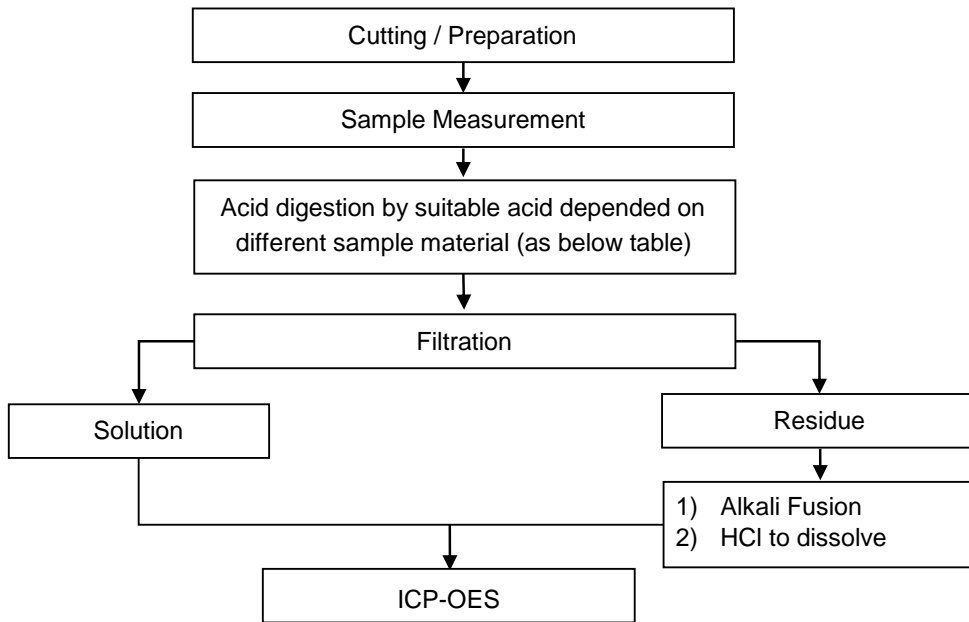 Cutting / Preparation
Sample Measurement
Acid digestion by suitable acid depended on
different sample material (as below table)
Filtration
Solution
Residue
1) Alkali Fusion
2) HCl to dissolve
ICP-OES